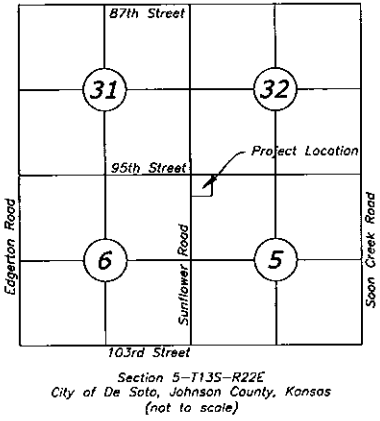 87th Street
31
32
Project Location
95th Street
Edgerton Road
Sunflower Road
Soon Creek Road
6
5
103rd Street
Section 5-T13S-R22E
City of De Soto, Johnson County, Kansas
(not to scale)